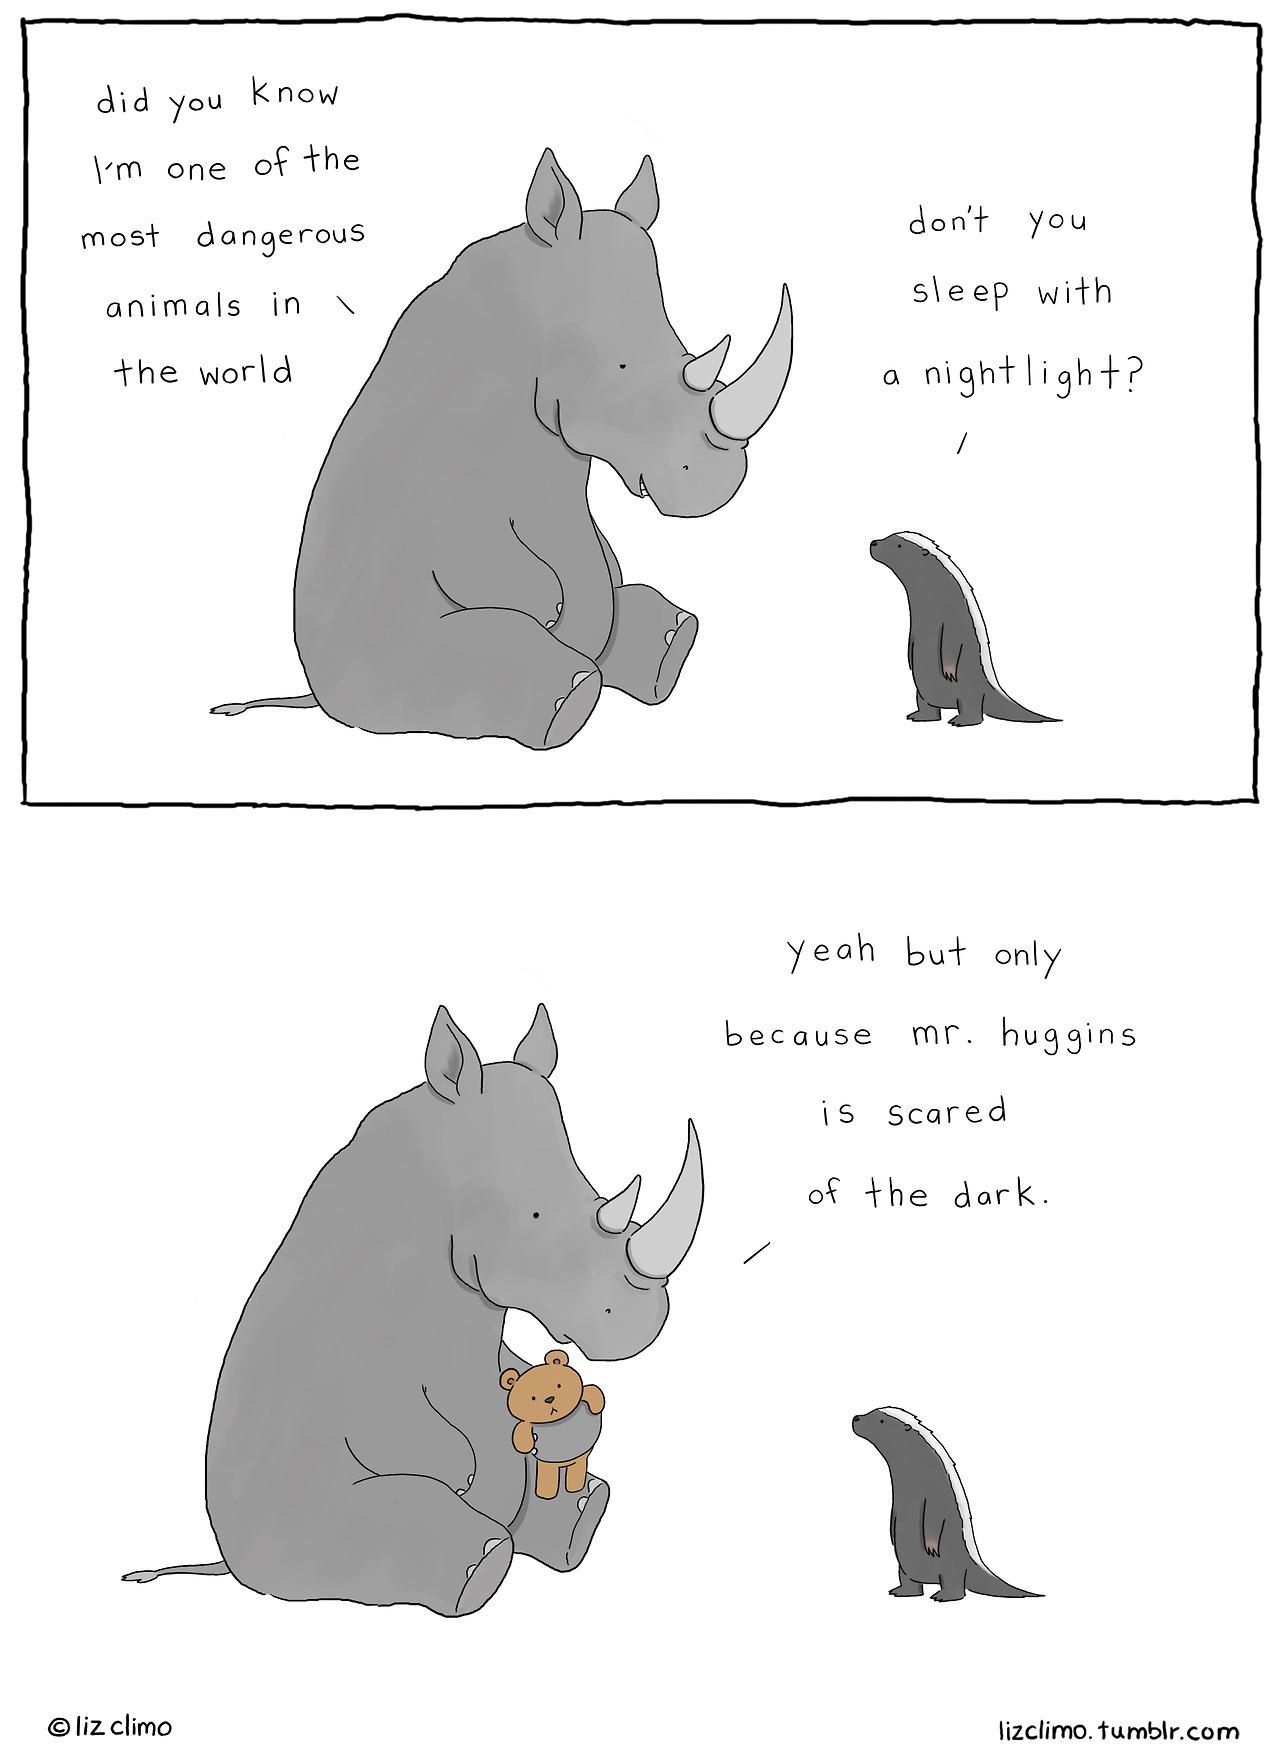 did you know
I'm one of the
most dangerous
animals in
the world
don't you
sleep with
a nightlight?
yeah but only
because mr. huggins
is scared
of the dark.
© liz climo
lizclimo.tumblr.com